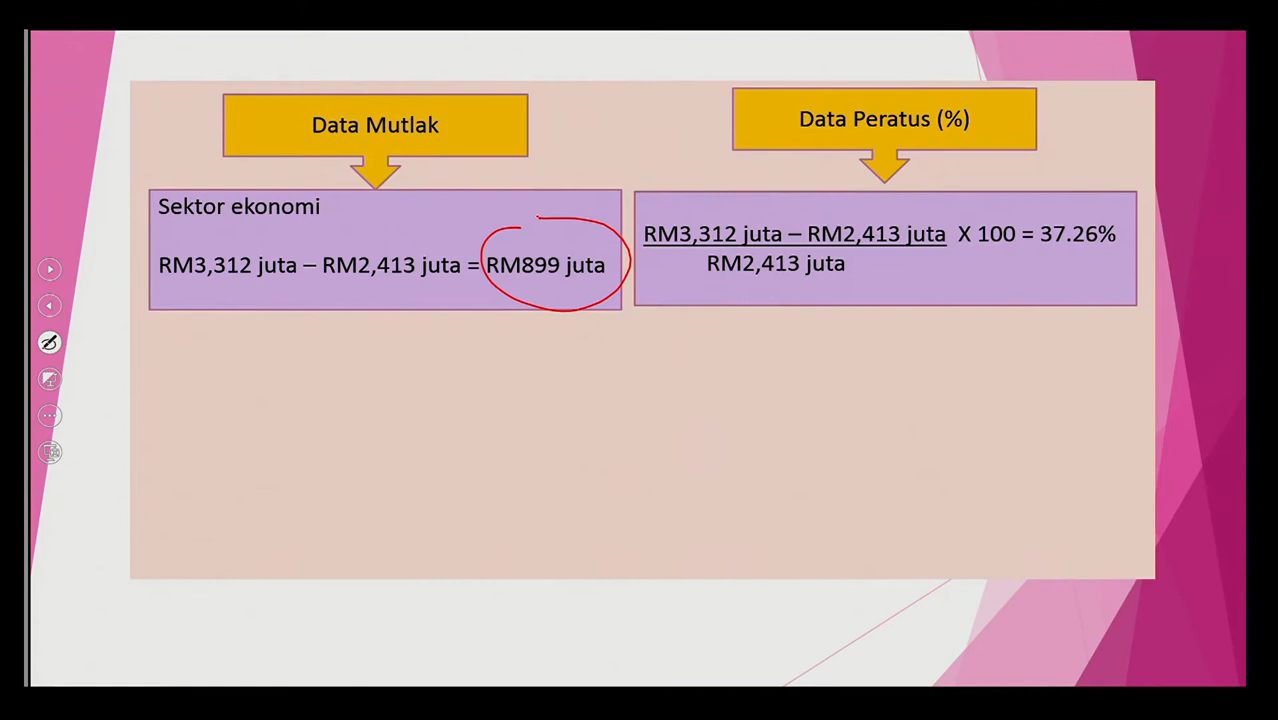 Data Mutlak
Data Peratus (%)
Sektor ekonomi
RM3,312 juta – RM2,413 juta = RM899 juta
RM3,312 juta – RM2,413 juta X 100 = 37.26%
RM2,413 juta